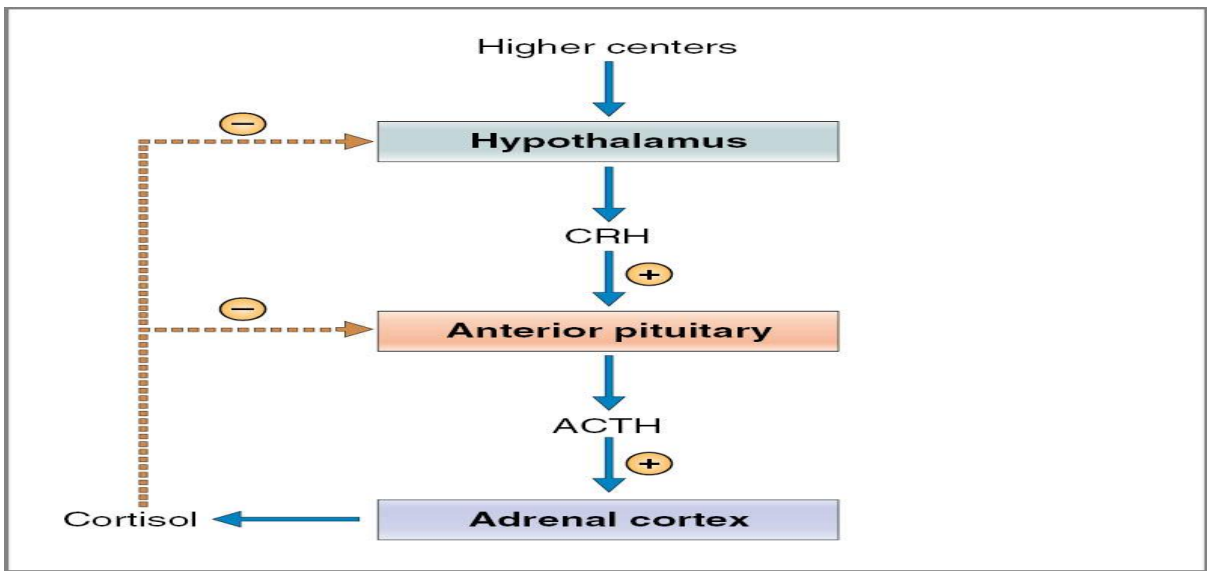 Higher centers
−
Hypothalamus
CRH
+
−
Anterior pituitary
ACTH
+
Cortisol
Adrenal cortex